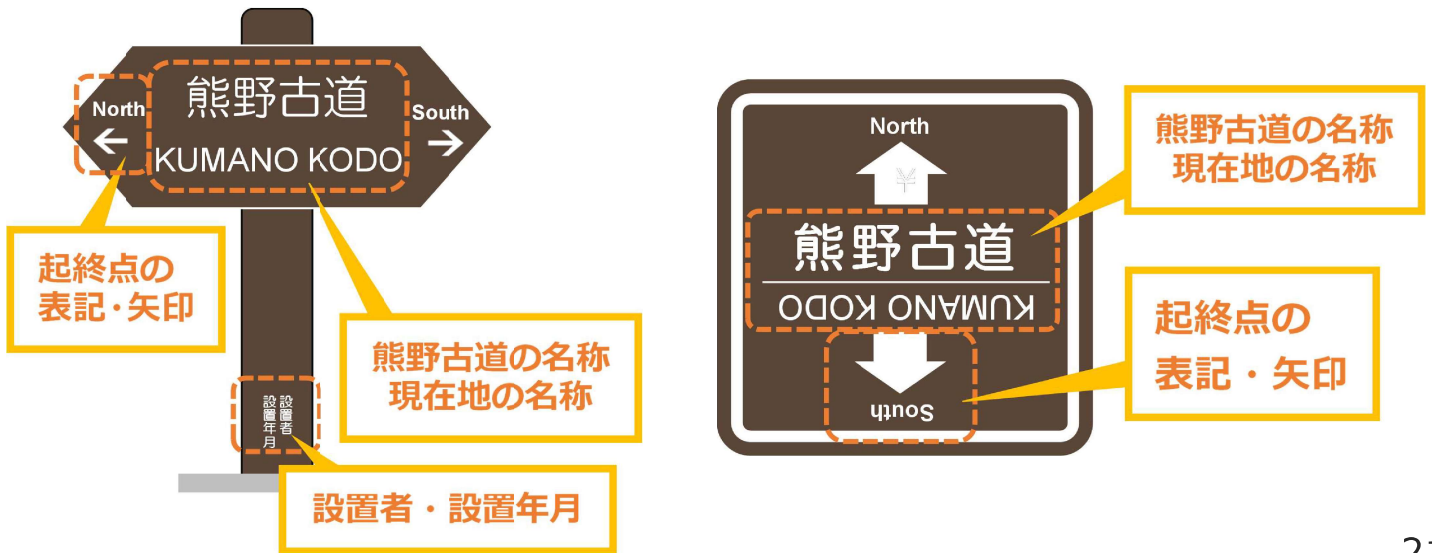 North
熊野古道
South
KUMANO KODO
起終点の
表記・矢印
熊野古道の名称
現在地の名称
設置者
設置年月
設置者・設置年月
North
¥
熊野古道
KUMANO KODO
South
熊野古道の名称
現在地の名称
起終点の
表記・矢印